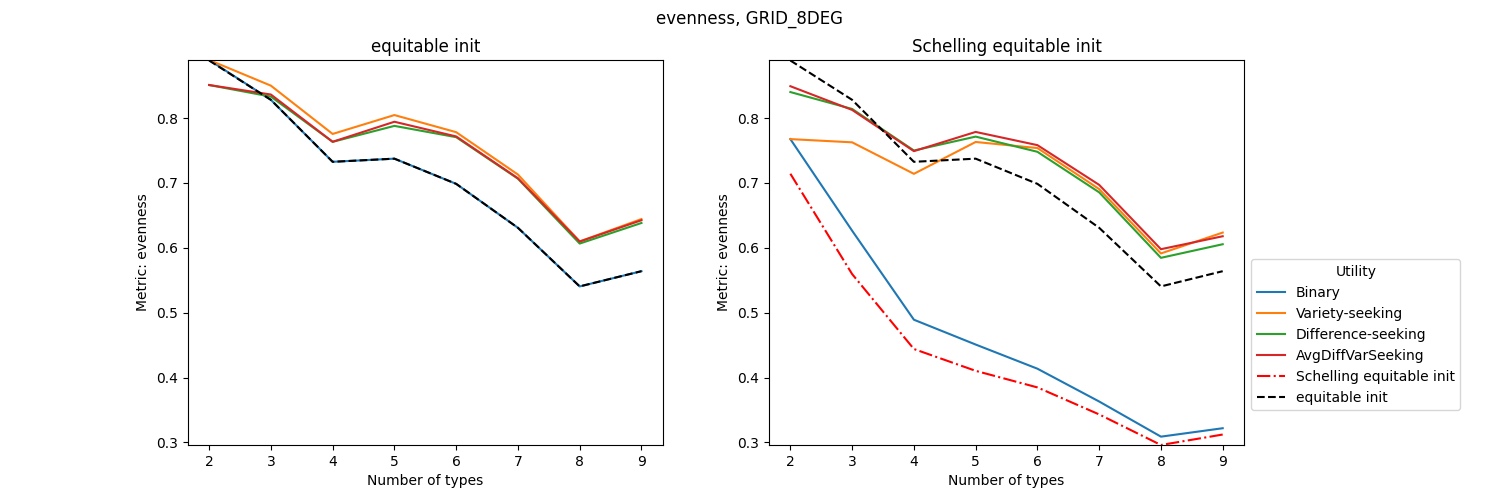 evenness, GRID_8DEG
equitable init
Metric: evenness
0.8
0.7
0.6
0.5
0.4
0.3
2 3 4 5 6 7 8 9
Number of types
Schelling equitable init
Metric: evenness
0.8
0.7
0.6
0.5
0.4
0.3
2 3 4 5 6 7 8 9
Number of types
Utility
Binary
Variety-seeking
Difference-seeking
AvgDiffVarSeeking
Schelling equitable init
equitable init